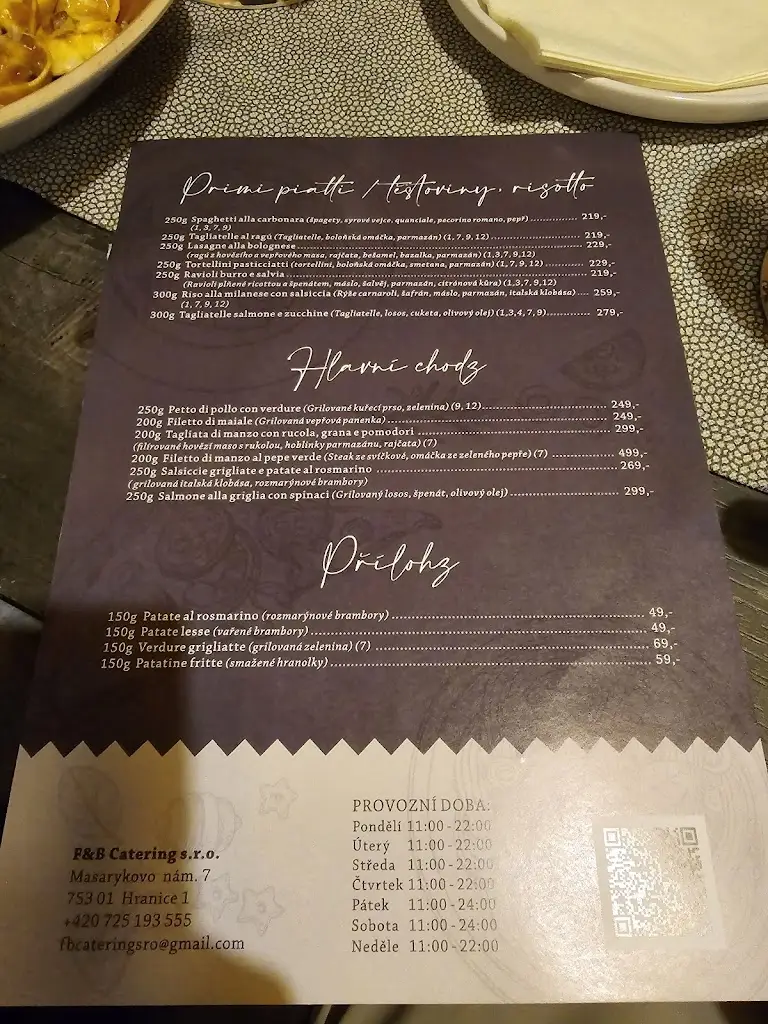 Primi piatti / těstoviny, risotto
250g Spaghetti alla carbonara (špagety, syrové vejce, quanciale, pecorino romano, pepř) ............ 219,-
(1, 3, 7, 9)
250g Tagliatelle al ragú (Tagliatelle, boloňská omáčka, parmazán) (1, 7, 9, 12) ............ 219,-
250g Lasagne alla bolognese ............ 229,-
(ragú z hovězího a vepřového masa, rajčata, bešamel, bazalka, parmazán) (1,3,7,9,12)
250g Tortellini pasticciatti (tortellini, boloňská omáčka, smetana, parmazán) (1, 7, 9, 12) ............ 229,-
250g Ravioli burro e salvia ............ 219,-
(Ravioli plňené ricottou a špenátem, máslo, šalvěj, parmazán, citrónová kůra) (1,3,7,9,12)
300g Riso alla milanese con salsiccia (Rýže carnaroli, šafrán, máslo, parmazán, italská klobása) .... 259,-
(1, 7, 9, 12)
300g Tagliatelle salmone e zucchine (Tagliatelle, losos, cuketa, olivový olej) (1,3,4,7,9) ............ 279,-
Hlavní chody
250g Petto di pollo con verdure (Grilované kuřecí prso, zelenina) (9, 12) ............ 249,-
200g Filetto di maiale (Grilovaná vepřová panenka) ............ 249,-
200g Tagliata di manzo con rucola, grana e pomodori ............ 299,-
(filírované hovězí maso s rukolou, hoblinky parmazánu, rajčata) (7)
200g Filetto di manzo al pepe verde (Steak ze svíčkové, omáčka ze zeleného pepře) (7) ............ 499,-
250g Salsiccie grigliate e patate al rosmarino ............ 269,-
(grilovaná italská klobása, rozmarýnové brambory)
250g Salmone alla griglia con spinaci (Grilovaný losos, špenát, olivový olej) ............ 299,-
Přílohy
150g Patate al rosmarino (rozmarýnové brambory) ............ 49,-
150g Patate lesse (vařené brambory) ............ 49,-
150g Verdure grigliatte (grilovaná zelenina) (7) ............ 69,-
150g Patatine fritte (smažené hranolky) ............ 59,-
F&B Catering s.r.o.
Masarykovo nám. 7
753 01 Hranice 1
+420 725 193 555
fbcateringsro@gmail.com
PROVOZNÍ DOBA:
Pondělí 11:00 - 22:00
Úterý 11:00 - 22:00
Středa 11:00 - 22:00
Čtvrtek 11:00 - 22:00
Pátek 11:00 - 24:00
Sobota 11:00 - 24:00
Neděle 11:00 - 22:00